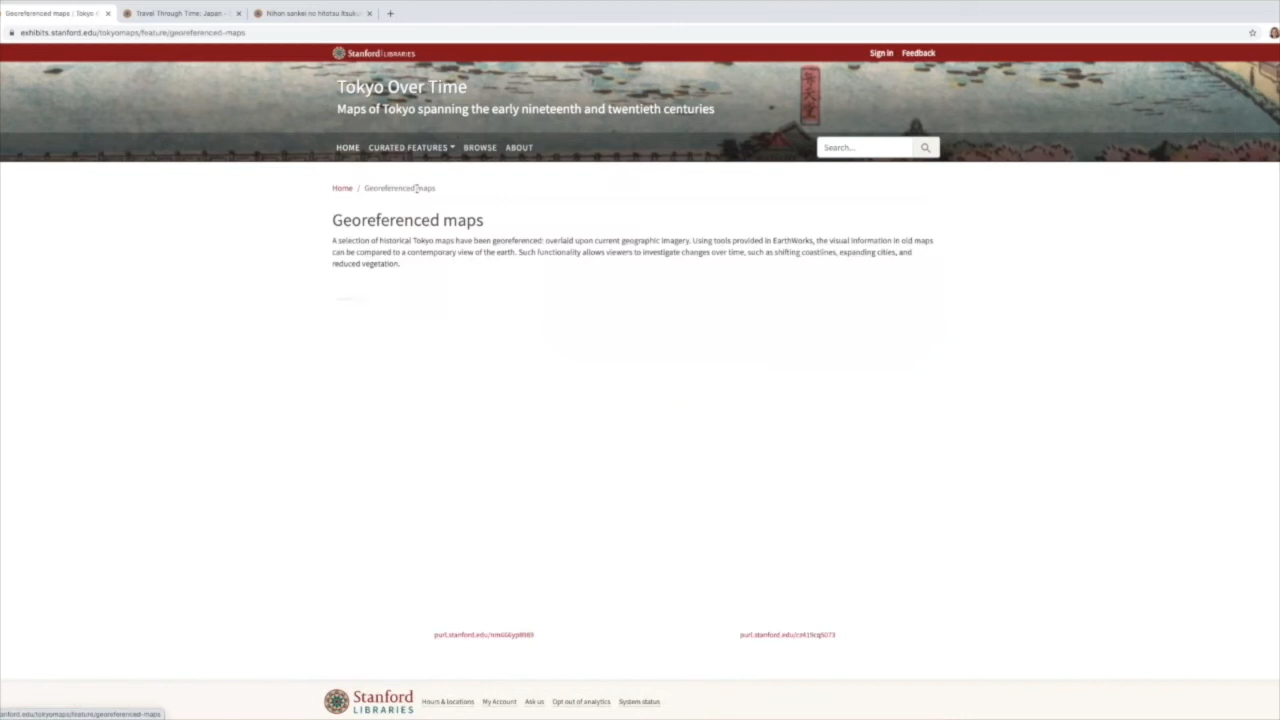 Georeferenced maps | Tokyo
Travel Through Time: Japan -
Nihon sankei no hitotsu Itsuku
exhibits.stanford.edu/tokyomaps/feature/georeferenced-maps
Stanford LIBRARIES
Sign in Feedback
Tokyo Over Time
Maps of Tokyo spanning the early nineteenth and twentieth centuries
HOME CURATED FEATURES BROWSE ABOUT
Search...
Home / Georeferenced maps
Georeferenced maps
A selection of historical Tokyo maps have been georeferenced: overlaid upon current geographic imagery. Using tools provided in EarthWorks, the visual information in old maps
can be compared to a contemporary view of the earth. Such functionality allows viewers to investigate changes over time, such as shifting coastlines, expanding cities, and
reduced vegetation.
purl.stanford.edu/nm666yp8989
purl.stanford.edu/cz419cq5073
Stanford
LIBRARIES
Hours & locations My Account Ask us Opt out of analytics System status
anford.edu/tokyomaps/feature/georeferenced-maps